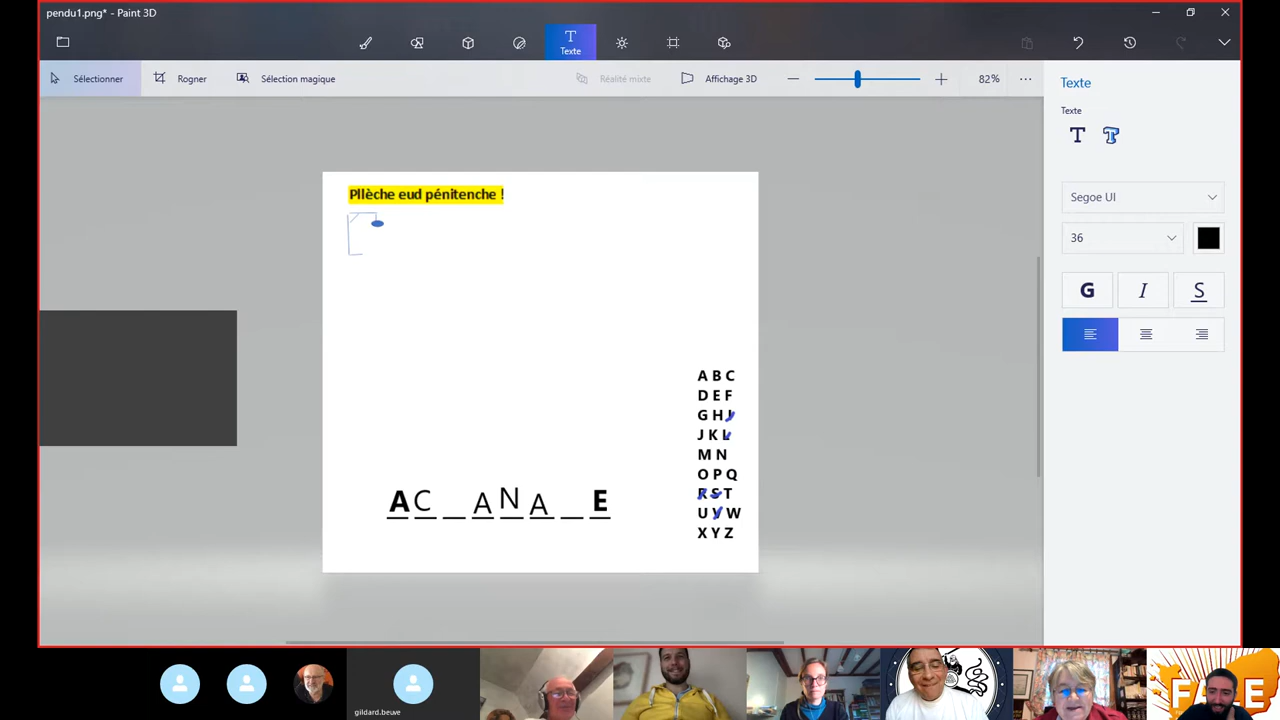 pendu1.png* - Paint 3D
Texte
Sélectionner Rogner Sélection magique Réalité mixte Affichage 3D 82%
Texte
Texte
T T
Segoe UI
36
G I S
Pllèche eud pénitenche !
A B C
D E F
G H I
J K L
M N
O P Q
R S T
U V W
X Y Z
A C _ A N A _ E
gildard.beuve